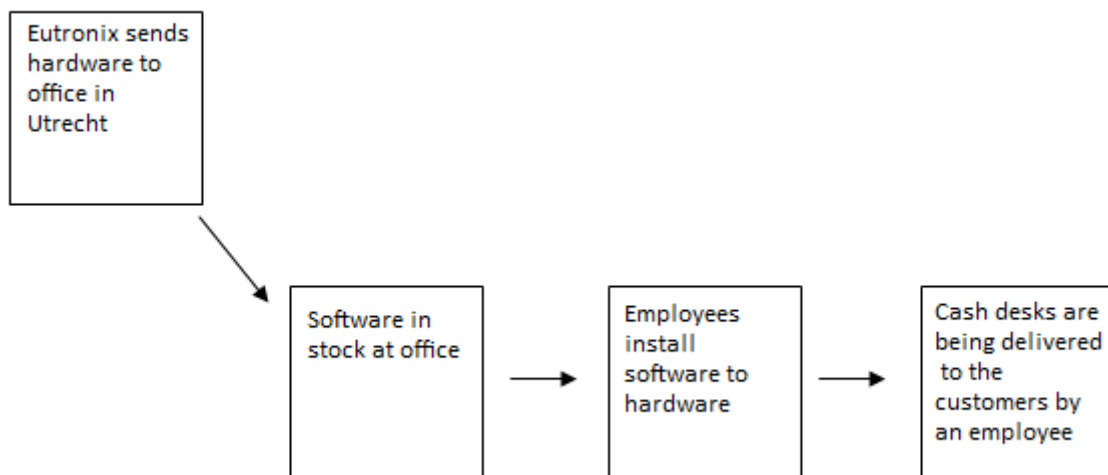 Eutronix sends
hardware to
office in
Utrecht
Software in
stock at office
Employees
install
software to
hardware
Cash desks are
being delivered
to the
customers by
an employee